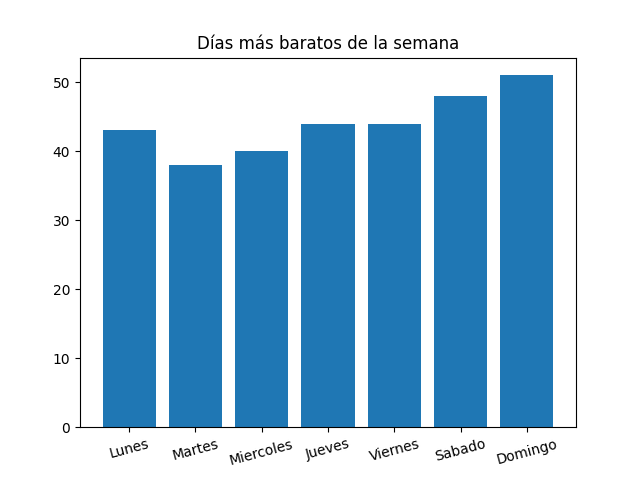 Días más baratos de la semana
50
40
30
20
10
0
Lunes
Martes
Miercoles
Jueves
Viernes
Sabado
Domingo